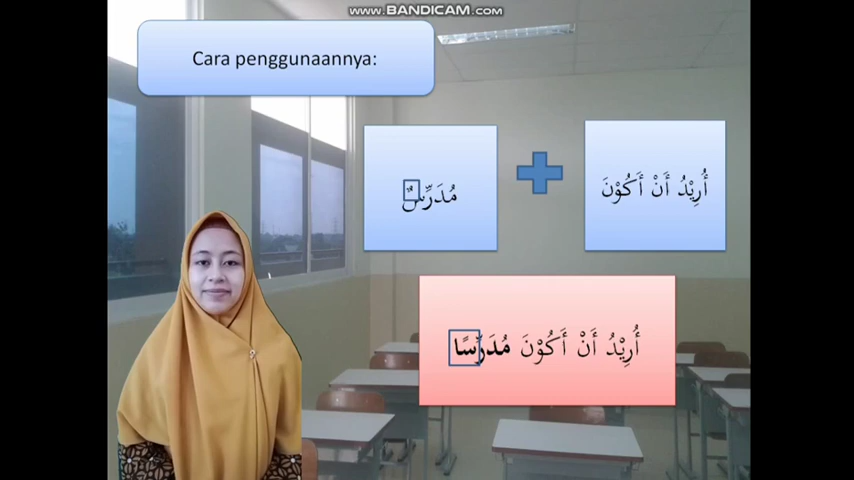 www.BANDICAM.com
Cara penggunaannya:
أُرِيْدُ أَنْ أَكُوْنَ
مُدَرِّسٌ
أُرِيْدُ أَنْ أَكُوْنَ مُدَرِّسًا